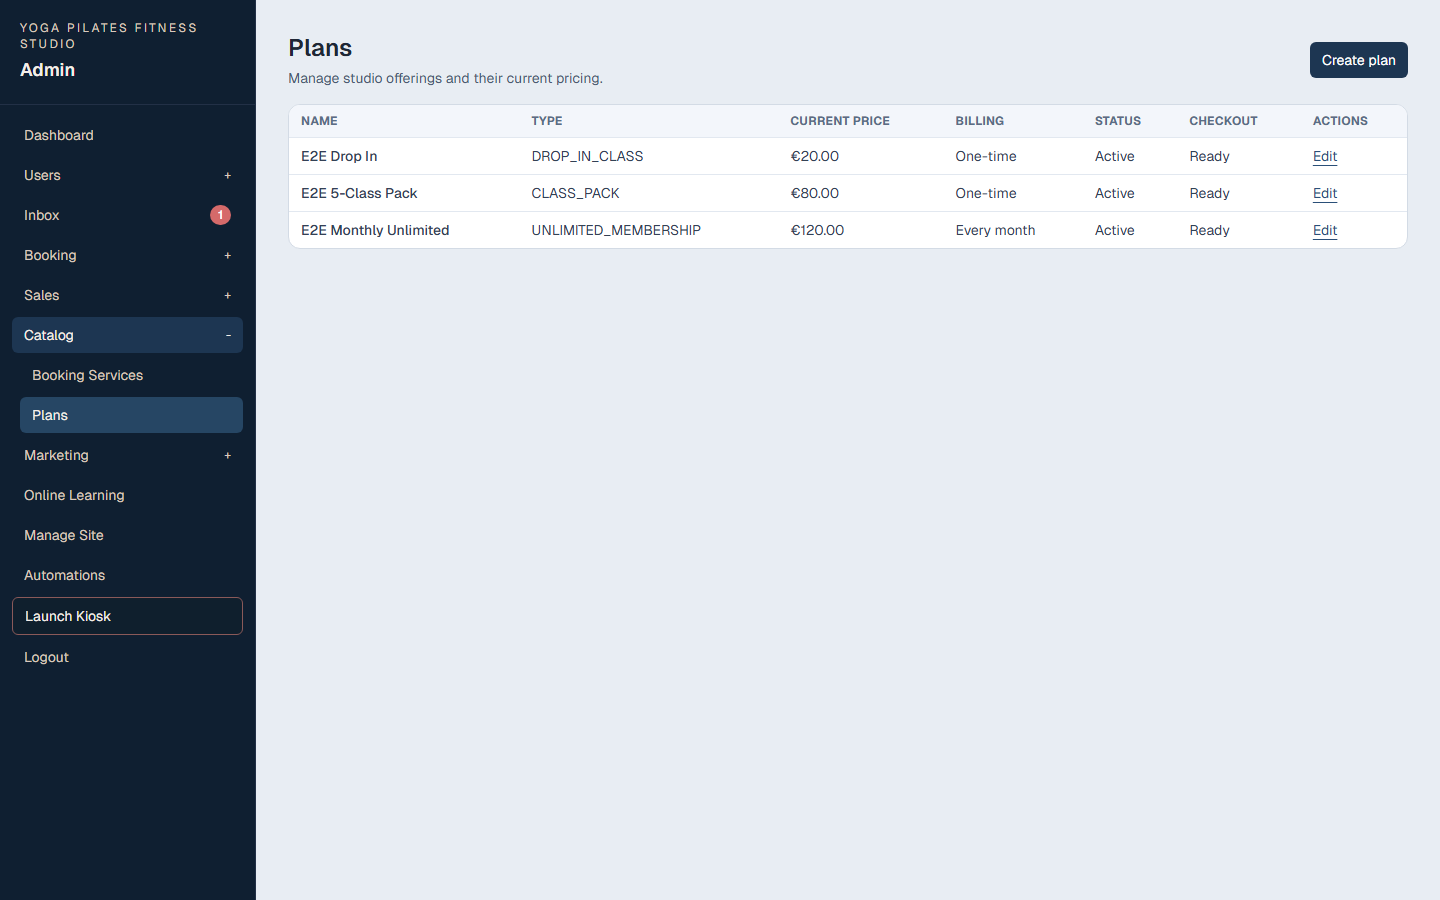 YOGA PILATES FITNESS
STUDIO
Admin
Dashboard
Users +
Inbox 1
Booking +
Sales +
Catalog -
Booking Services
Plans
Marketing +
Online Learning
Manage Site
Automations
Launch Kiosk
Logout
Plans
Manage studio offerings and their current pricing.
Create plan
NAME TYPE CURRENT PRICE BILLING STATUS CHECKOUT ACTIONS
E2E Drop In DROP_IN_CLASS €20.00 One-time Active Ready Edit
E2E 5-Class Pack CLASS_PACK €80.00 One-time Active Ready Edit
E2E Monthly Unlimited UNLIMITED_MEMBERSHIP €120.00 Every month Active Ready Edit